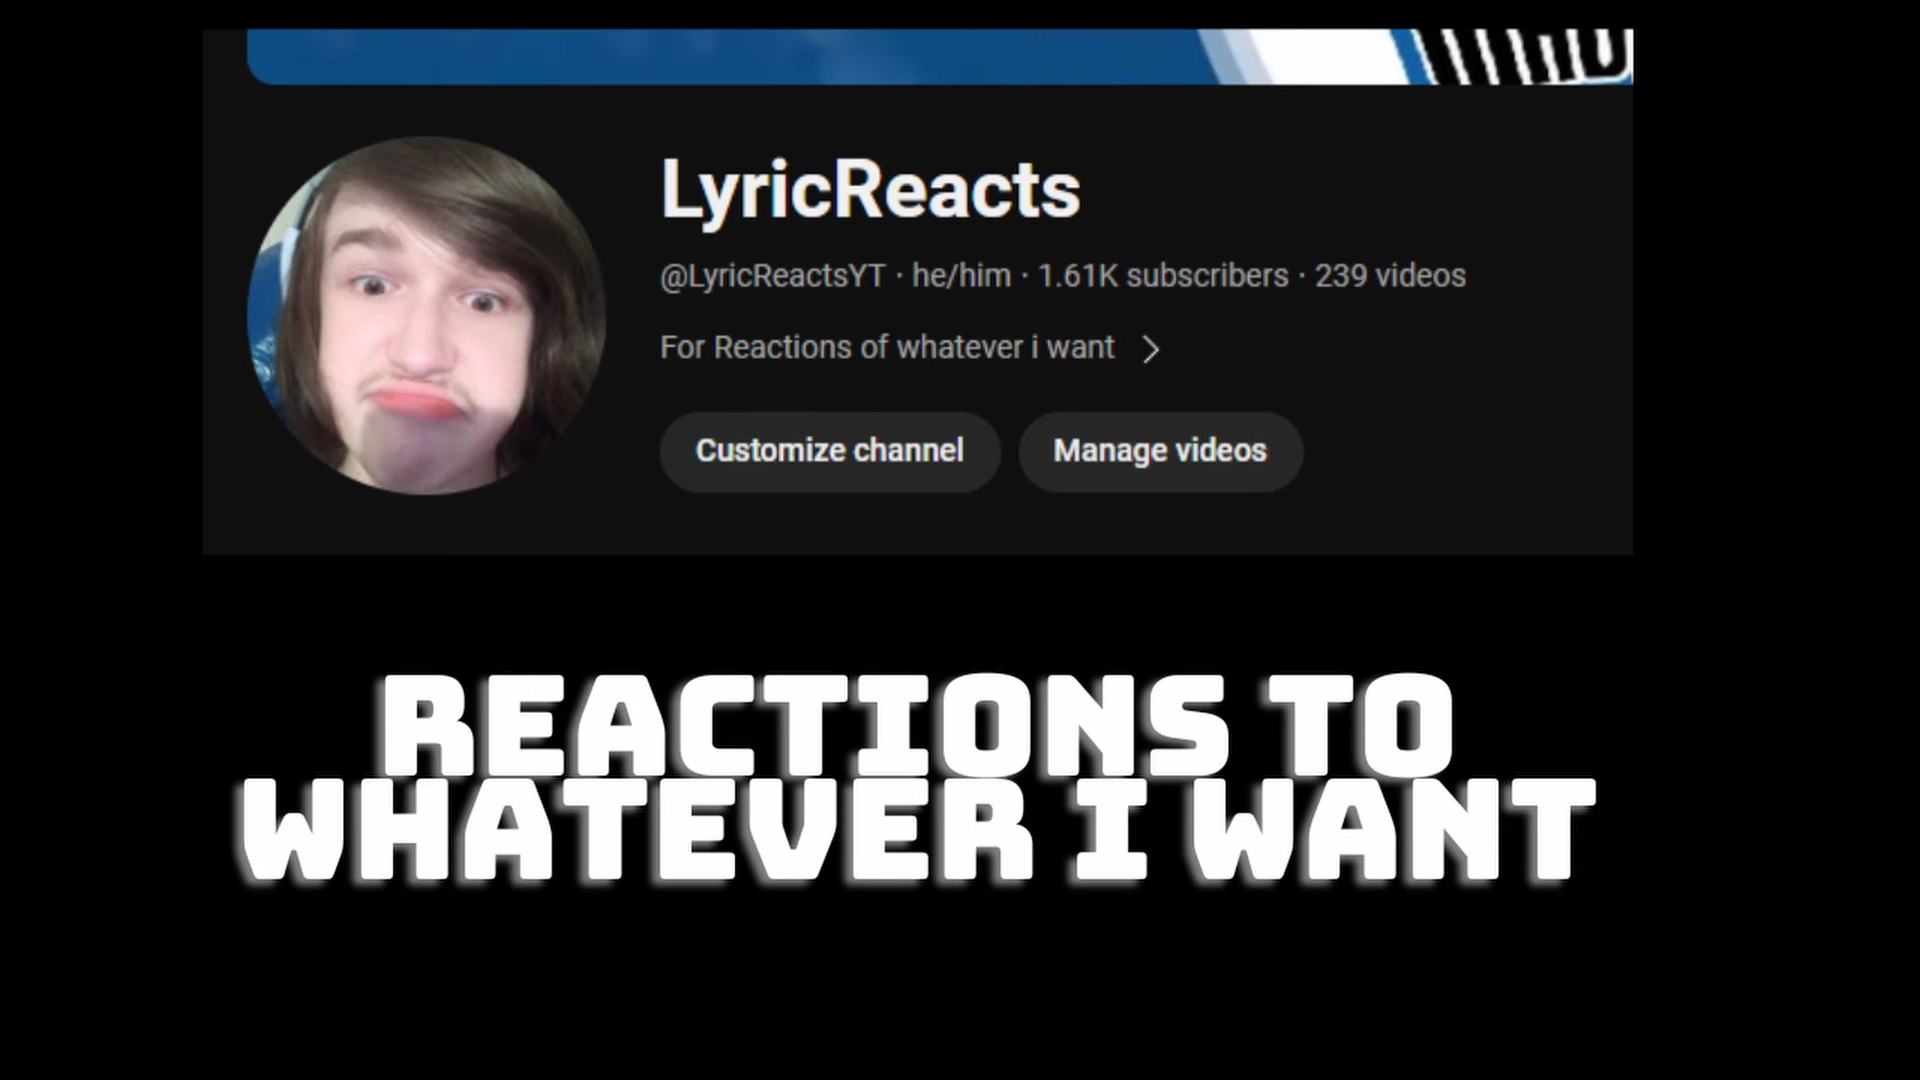 LyricReacts
@LyricReactsYT · he/him · 1.61K subscribers · 239 videos
For Reactions of whatever i want
Customize channel
Manage videos
REACTIONS TO
WHATEVER I WANT